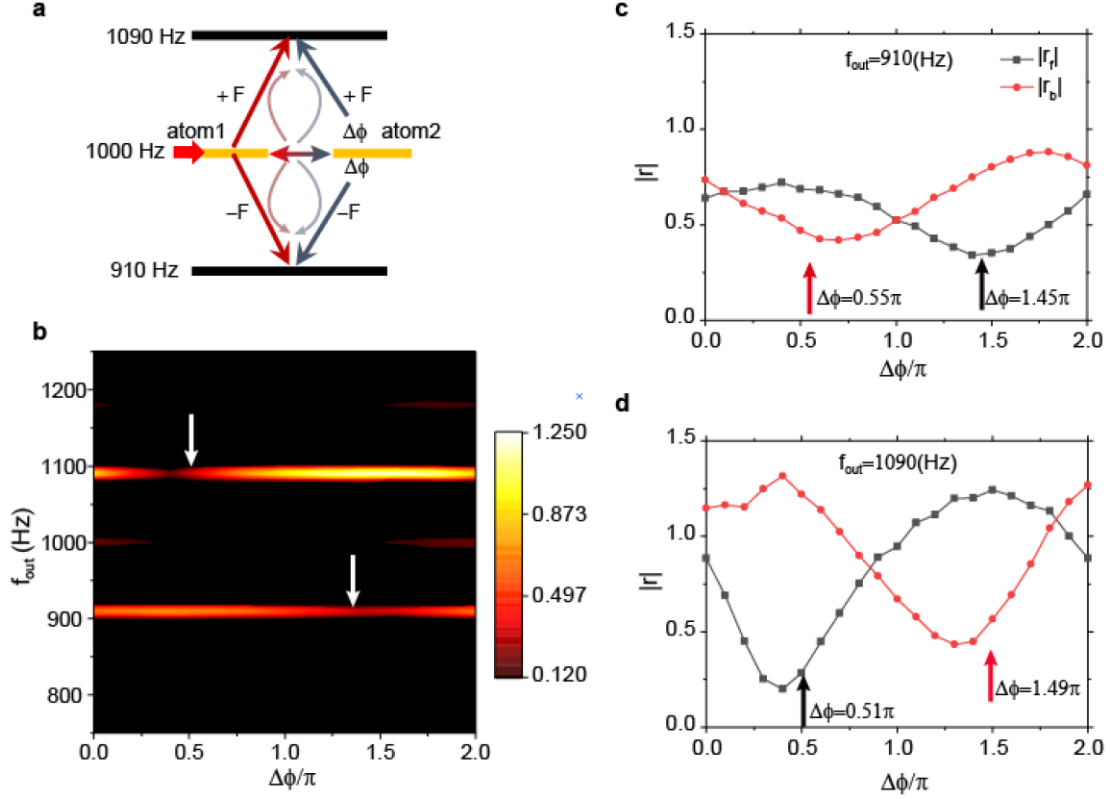 a
1090 Hz
+ F
+ F
atom1
Δϕ
atom2
1000 Hz
Δϕ
–F
–F
910 Hz
b
1200
1100
1000
900
800
f_out (Hz)
0.0
0.5
1.0
1.5
2.0
Δϕ/π
×
1.250
0.873
0.497
0.120
c
f_out=910(Hz)
|r_f|
|r_b|
1.5
1.0
0.5
0.0
|r|
Δϕ=0.55π
Δϕ=1.45π
0.0
0.5
1.0
1.5
2.0
Δϕ/π
d
f_out=1090(Hz)
1.5
1.0
0.5
0.0
|r|
Δϕ=0.51π
Δϕ=1.49π
0.0
0.5
1.0
1.5
2.0
Δϕ/π